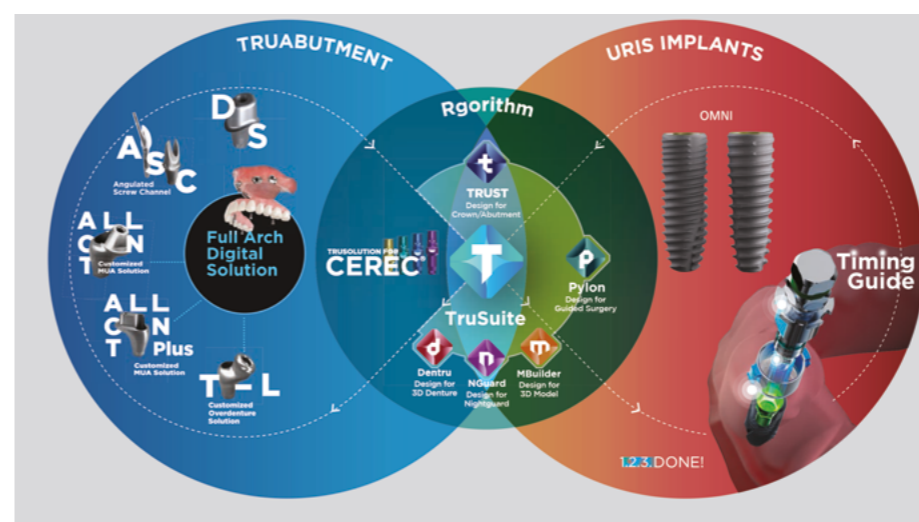 TRUABUTMENT
URIS IMPLANTS
D
S
A
S
C
Angulated
Screw Channel
ALL
ON
T
Customized
MUA Solution
ALL
ON
T Plus
Customized
MUA Solution
T-L
Customized
Overdenture
Solution
Full Arch
Digital
Solution
Rgorithm
t
TRUST
Design for
Crown/Abutment
TRUSOLUTION FOR
CEREC
T
TruSuite
p
Pylon
Design for
Guided Surgery
d
Dentru
Design for
3D Denture
n
NGuard
Design for
Nightguard
m
MBuilder
Design for
3D Model
OMNI
Timing
Guide
1.2.3.DONE!